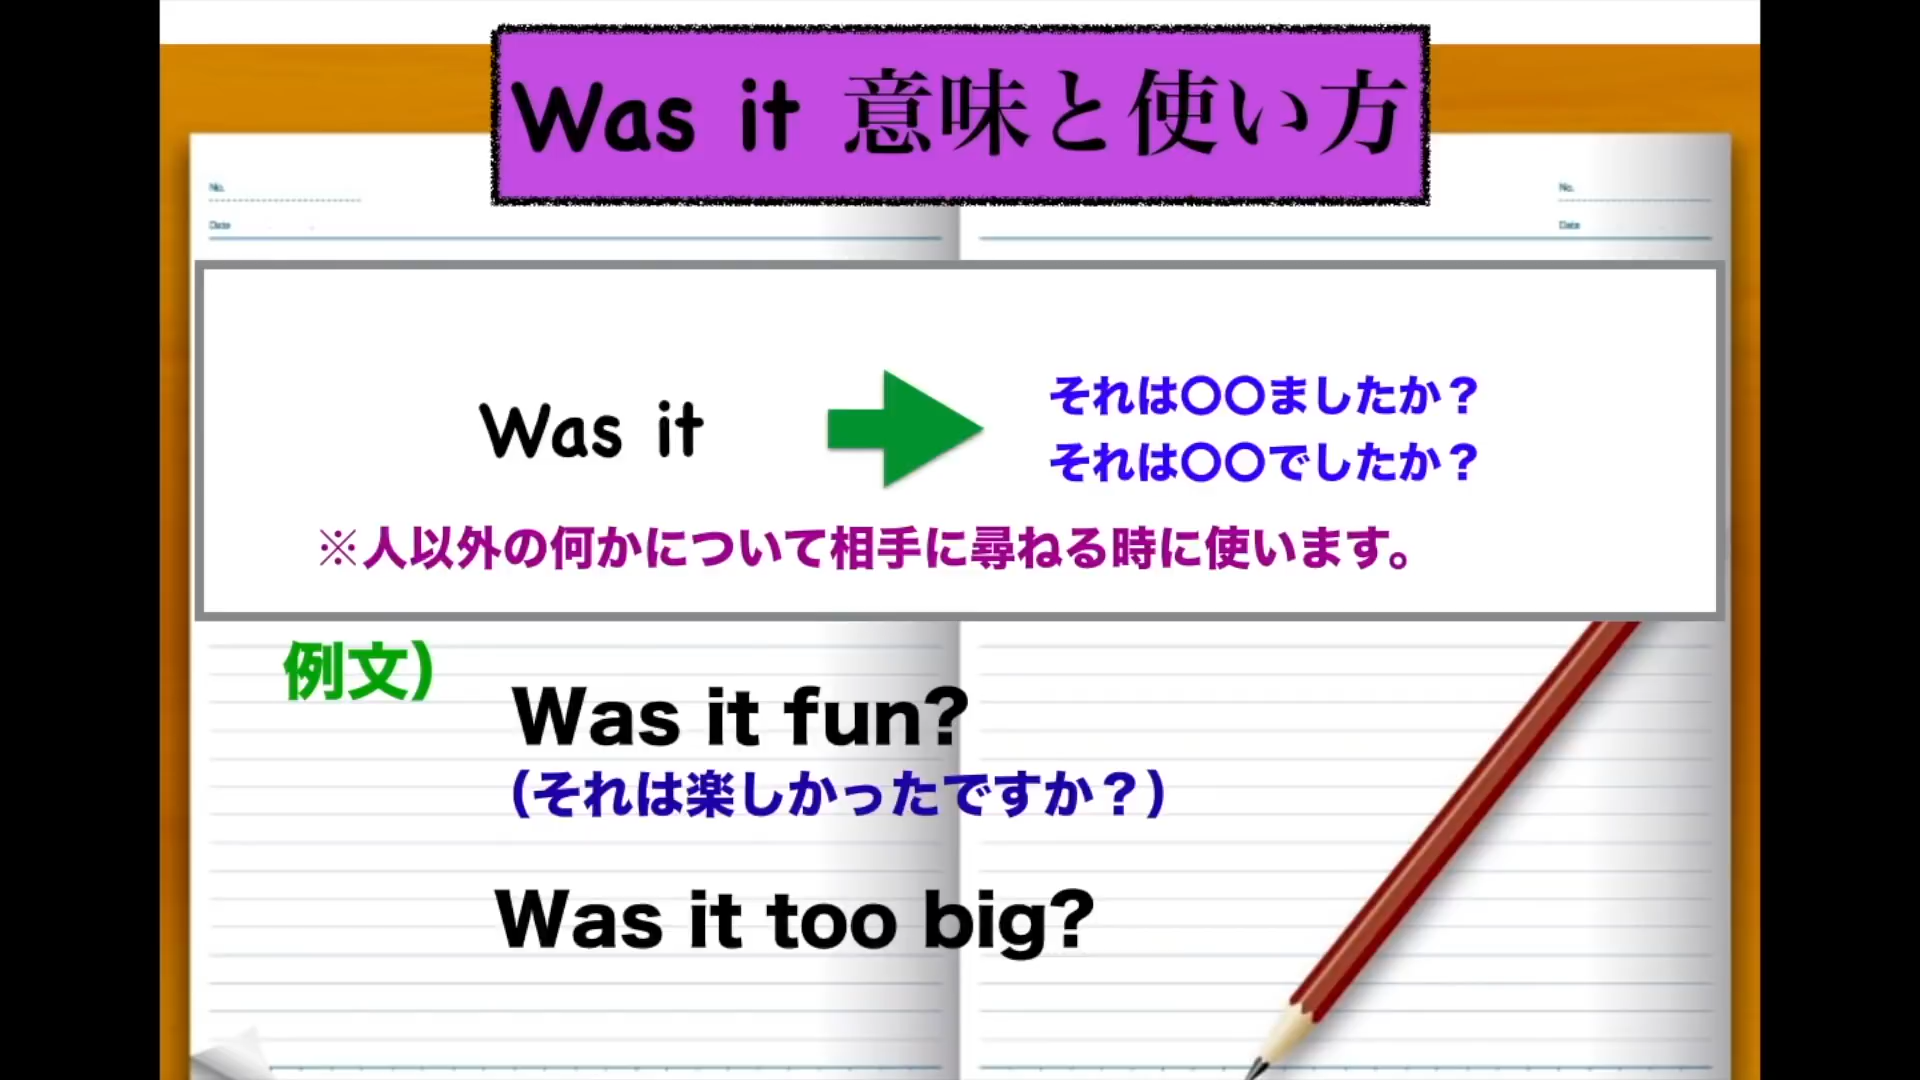 Was it 意味と使い方
No.
Date
No.
Date
Was it
それは〇〇ましたか？
それは〇〇でしたか？
※人以外の何かについて相手に尋ねる時に使います。
例文）
Was it fun?
（それは楽しかったですか？）
Was it too big?